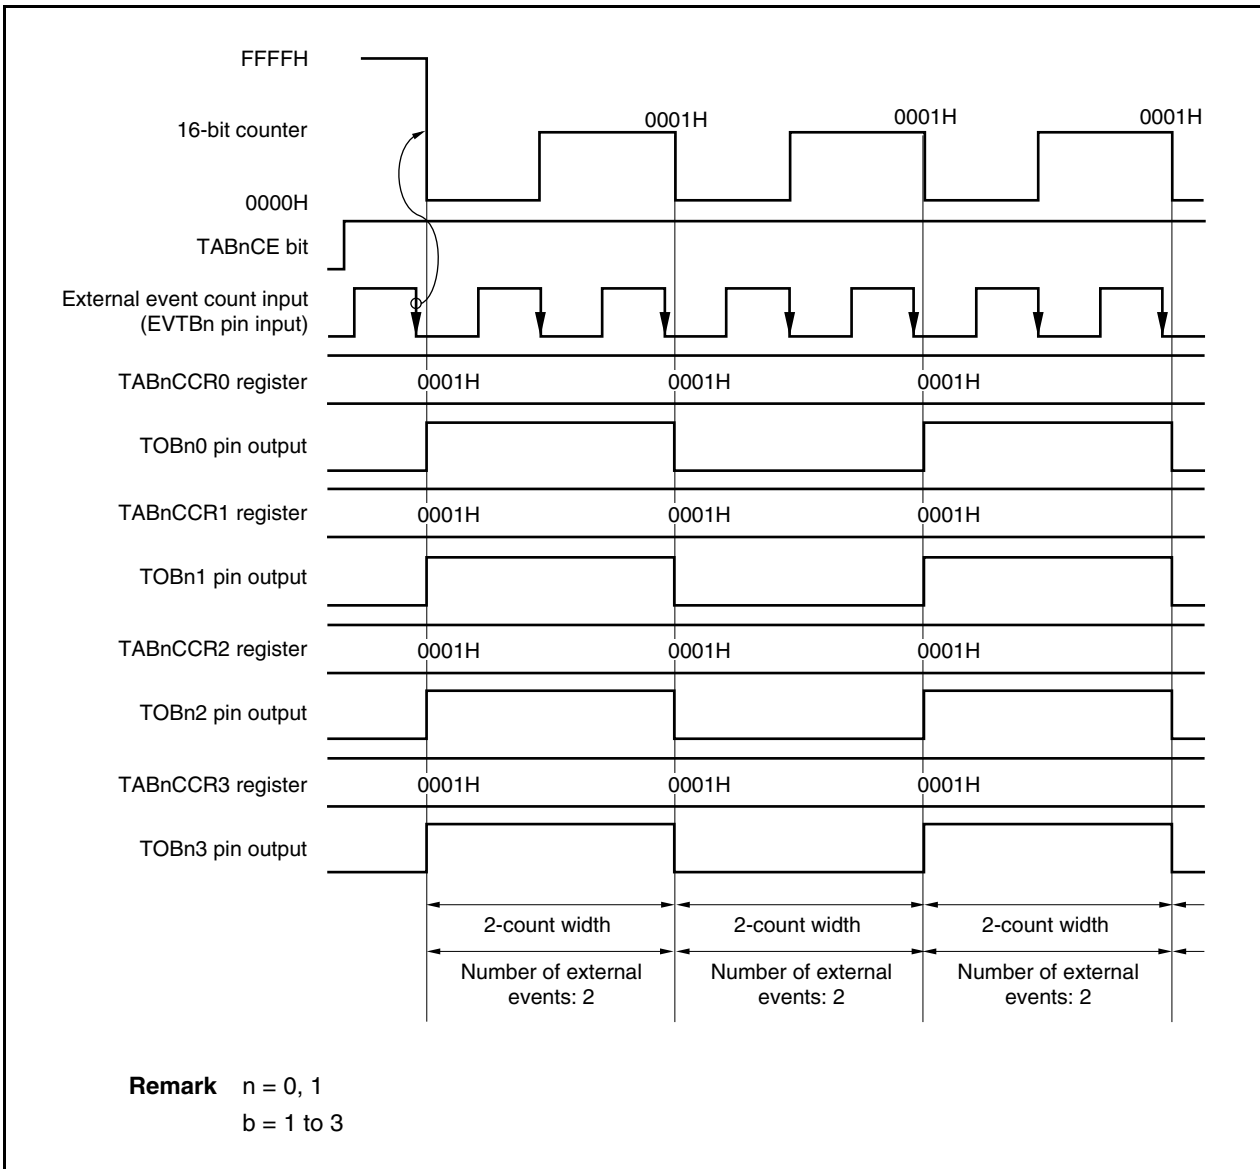 FFFFH
16-bit counter
0001H 0001H 0001H
0000H
TABnCE bit
External event count input
(EVTBn pin input)
TABnCCR0 register 0001H 0001H 0001H
TOBn0 pin output
TABnCCR1 register 0001H 0001H 0001H
TOBn1 pin output
TABnCCR2 register 0001H 0001H 0001H
TOBn2 pin output
TABnCCR3 register 0001H 0001H 0001H
TOBn3 pin output
2-count width 2-count width 2-count width
Number of external Number of external Number of external
events: 2 events: 2 events: 2
Remark n = 0, 1
b = 1 to 3